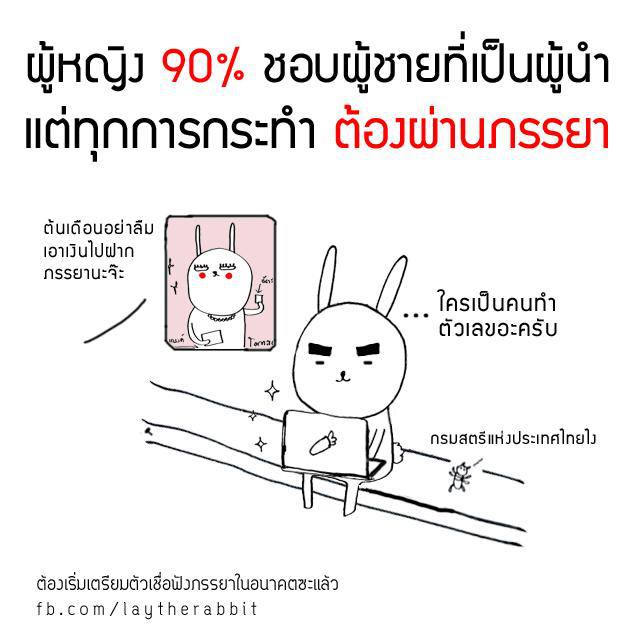 ผู้หญิง 90% ชอบผู้ชายที่เป็นผู้นำ
แต่ทุกการกระทำ ต้องผ่านภรรยา
ต้นเดือนอย่าลืม
เอาเงินไปฝาก
ภรรยานะจ๊ะ
... ใครเป็นคนทำ
ตัวเลขอะครับ
กรมสตรีแห่งประเทศไทยไง
ต้องเริ่มเตรียมตัวเชื่อฟังภรรยาในอนาคตซะแล้ว
fb.com/laytherabbit